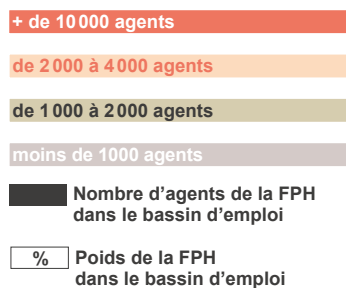 + de 10 000 agents
de 2 000 à 4 000 agents
de 1 000 à 2 000 agents
moins de 1000 agents
Nombre d'agents de la FPH
dans le bassin d'emploi
% Poids de la FPH
dans le bassin d'emploi